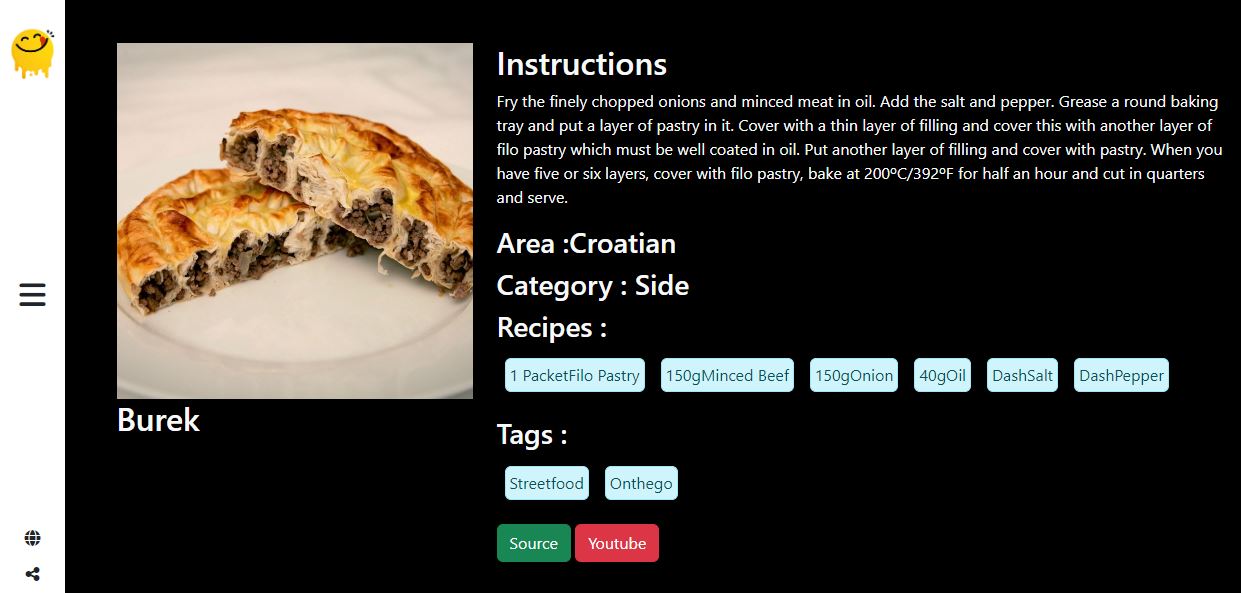 Instructions
Fry the finely chopped onions and minced meat in oil. Add the salt and pepper. Grease a round baking
tray and put a layer of pastry in it. Cover with a thin layer of filling and cover this with another layer of
filo pastry which must be well coated in oil. Put another layer of filling and cover with pastry. When you
have five or six layers, cover with filo pastry, bake at 200ºC/392ºF for half an hour and cut in quarters
and serve.
Area :Croatian
Category : Side
Recipes :
1 PacketFilo Pastry 150gMinced Beef 150gOnion 40gOil DashSalt DashPepper
Burek
Tags :
Streetfood Onthego
Source Youtube